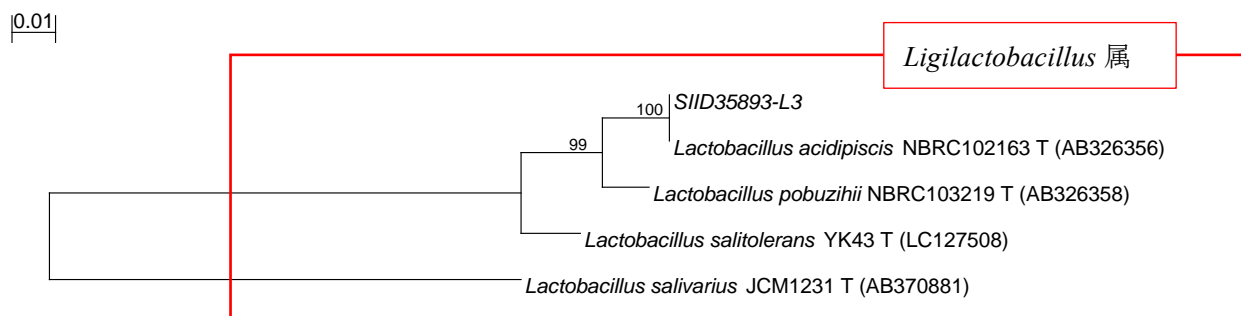 0.01
Ligilactobacillus 属
SIID35893-L3
100
Lactobacillus acidipiscis NBRC102163 T (AB326356)
99
Lactobacillus pobuzihii NBRC103219 T (AB326358)
Lactobacillus salitolerans YK43 T (LC127508)
Lactobacillus salivarius JCM1231 T (AB370881)